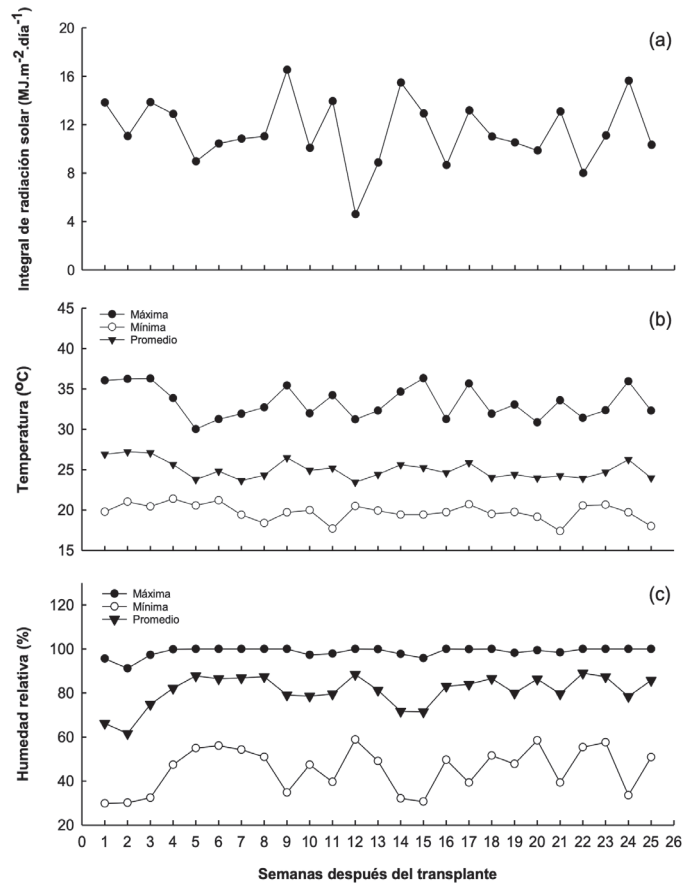 (a)
Integral de radiación solar (MJ.m-2.día-1)
20
16
12
8
4
0
(b)
Temperatura (ºC)
45
40
35
30
25
20
15
Máxima
Mínima
Promedio
(c)
Humedad relativa (%)
120
100
80
60
40
20
Máxima
Mínima
Promedio
0 1 2 3 4 5 6 7 8 9 10 11 12 13 14 15 16 17 18 19 20 21 22 23 24 25 26
Semanas después del transplante